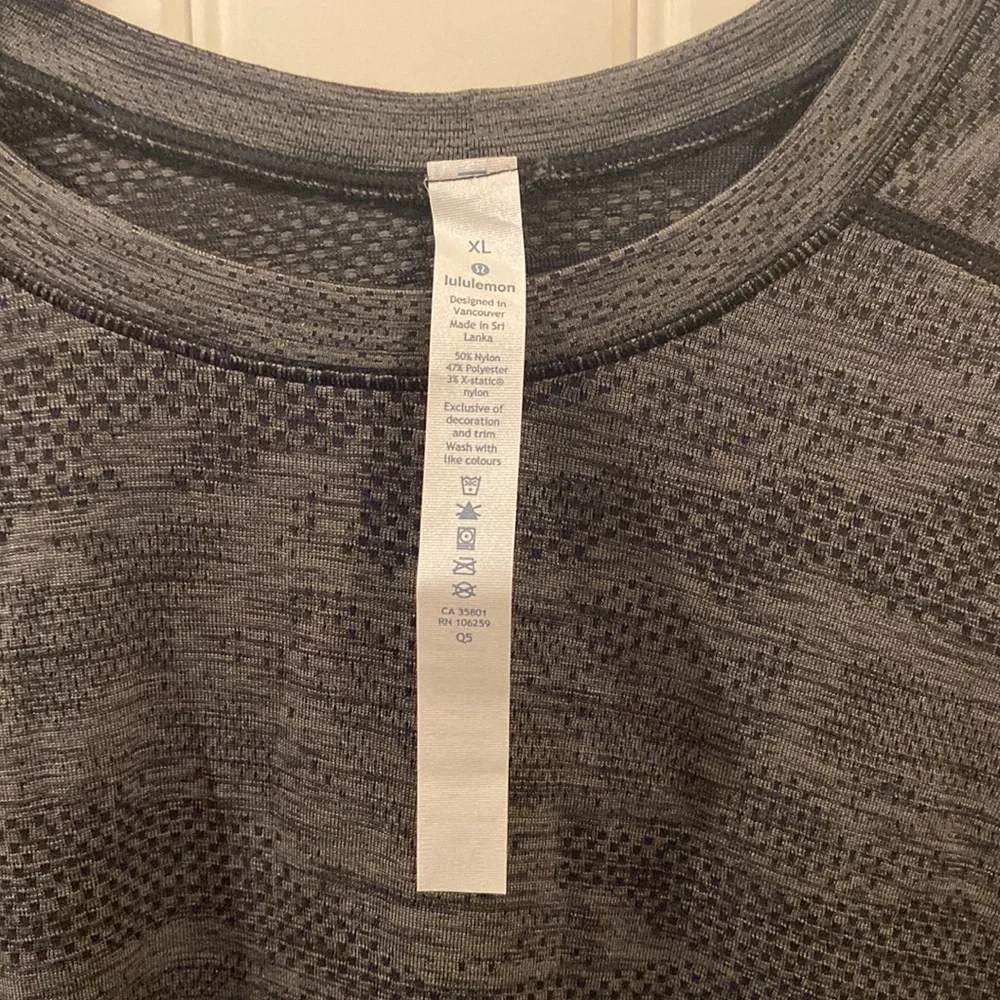 XL
lululemon
Designed in
Vancouver
Made in Sri
Lanka
50% Nylon
47% Polyester
3% X-static®
nylon
Exclusive of
decoration
and trim
Wash with
like colours
30C
CA 35801
RN 106259
Q5